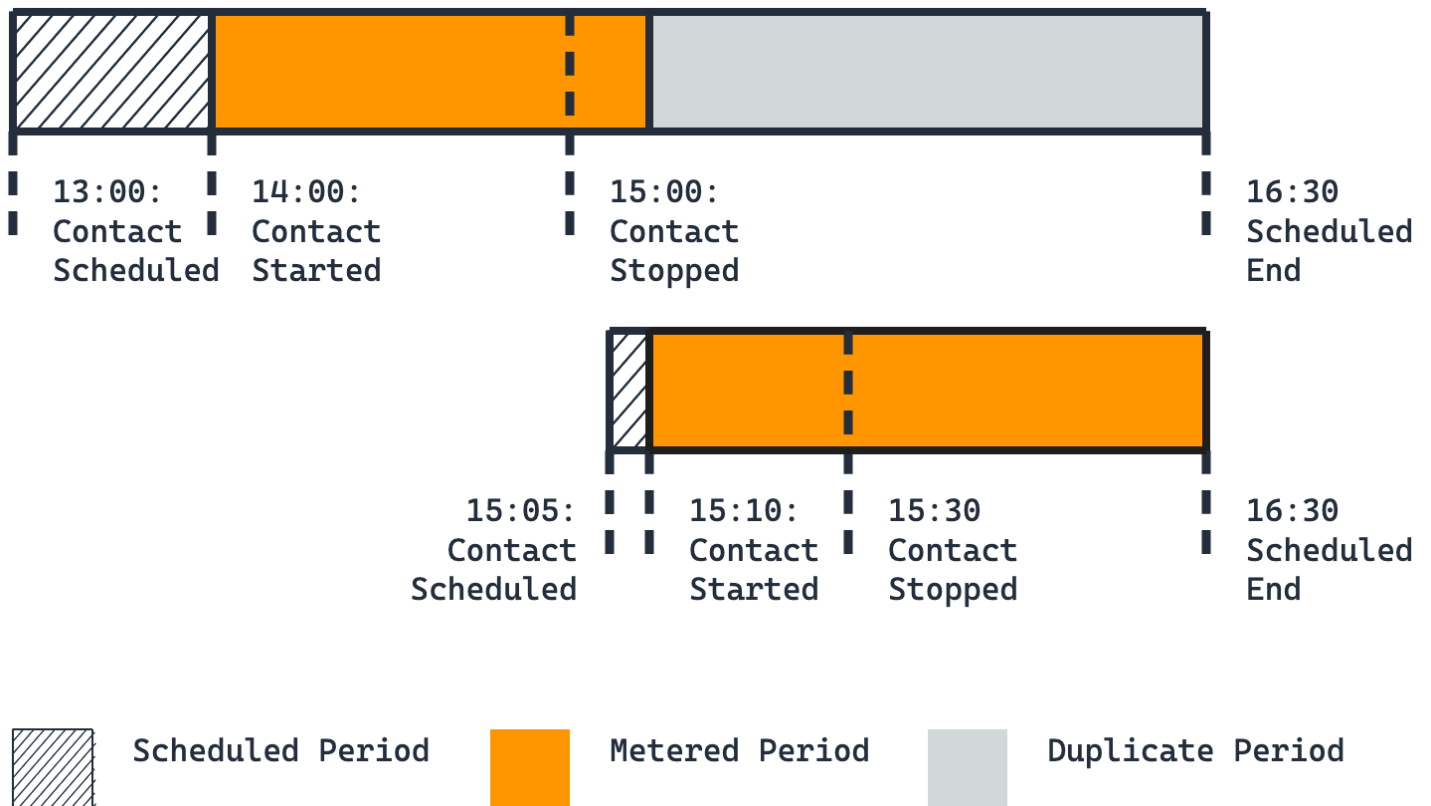 13:00:
Contact
Scheduled
14:00:
Contact
Started
15:00:
Contact
Stopped
16:30
Scheduled
End
15:05:
Contact
Scheduled
15:10:
Contact
Started
15:30
Contact
Stopped
16:30
Scheduled
End
Scheduled Period
Metered Period
Duplicate Period